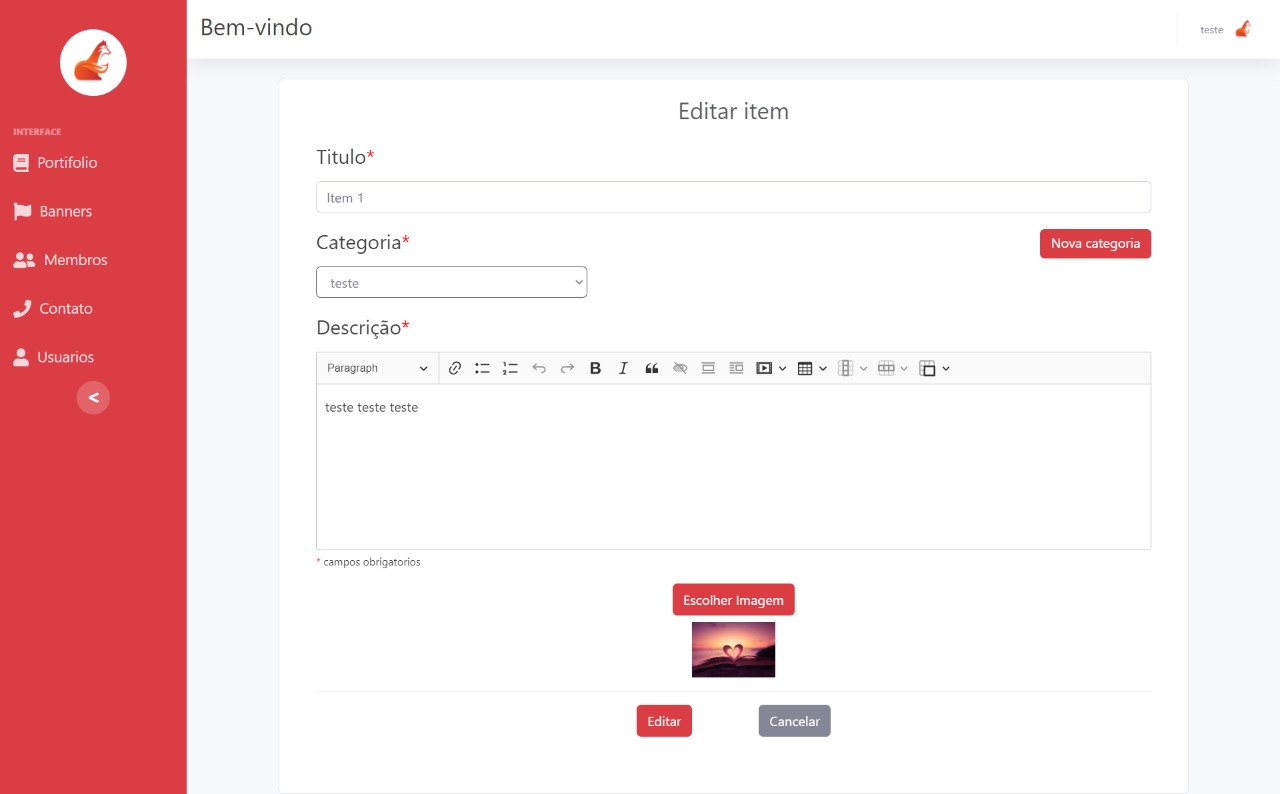 Bem-vindo
teste
INTERFACE
Portifolio
Banners
Membros
Contato
Usuarios
<
Editar item
Titulo*
Item 1
Categoria*
Nova categoria
teste
Descrição*
Paragraph
teste teste teste
* campos obrigatorios
Escolher Imagem
Editar
Cancelar